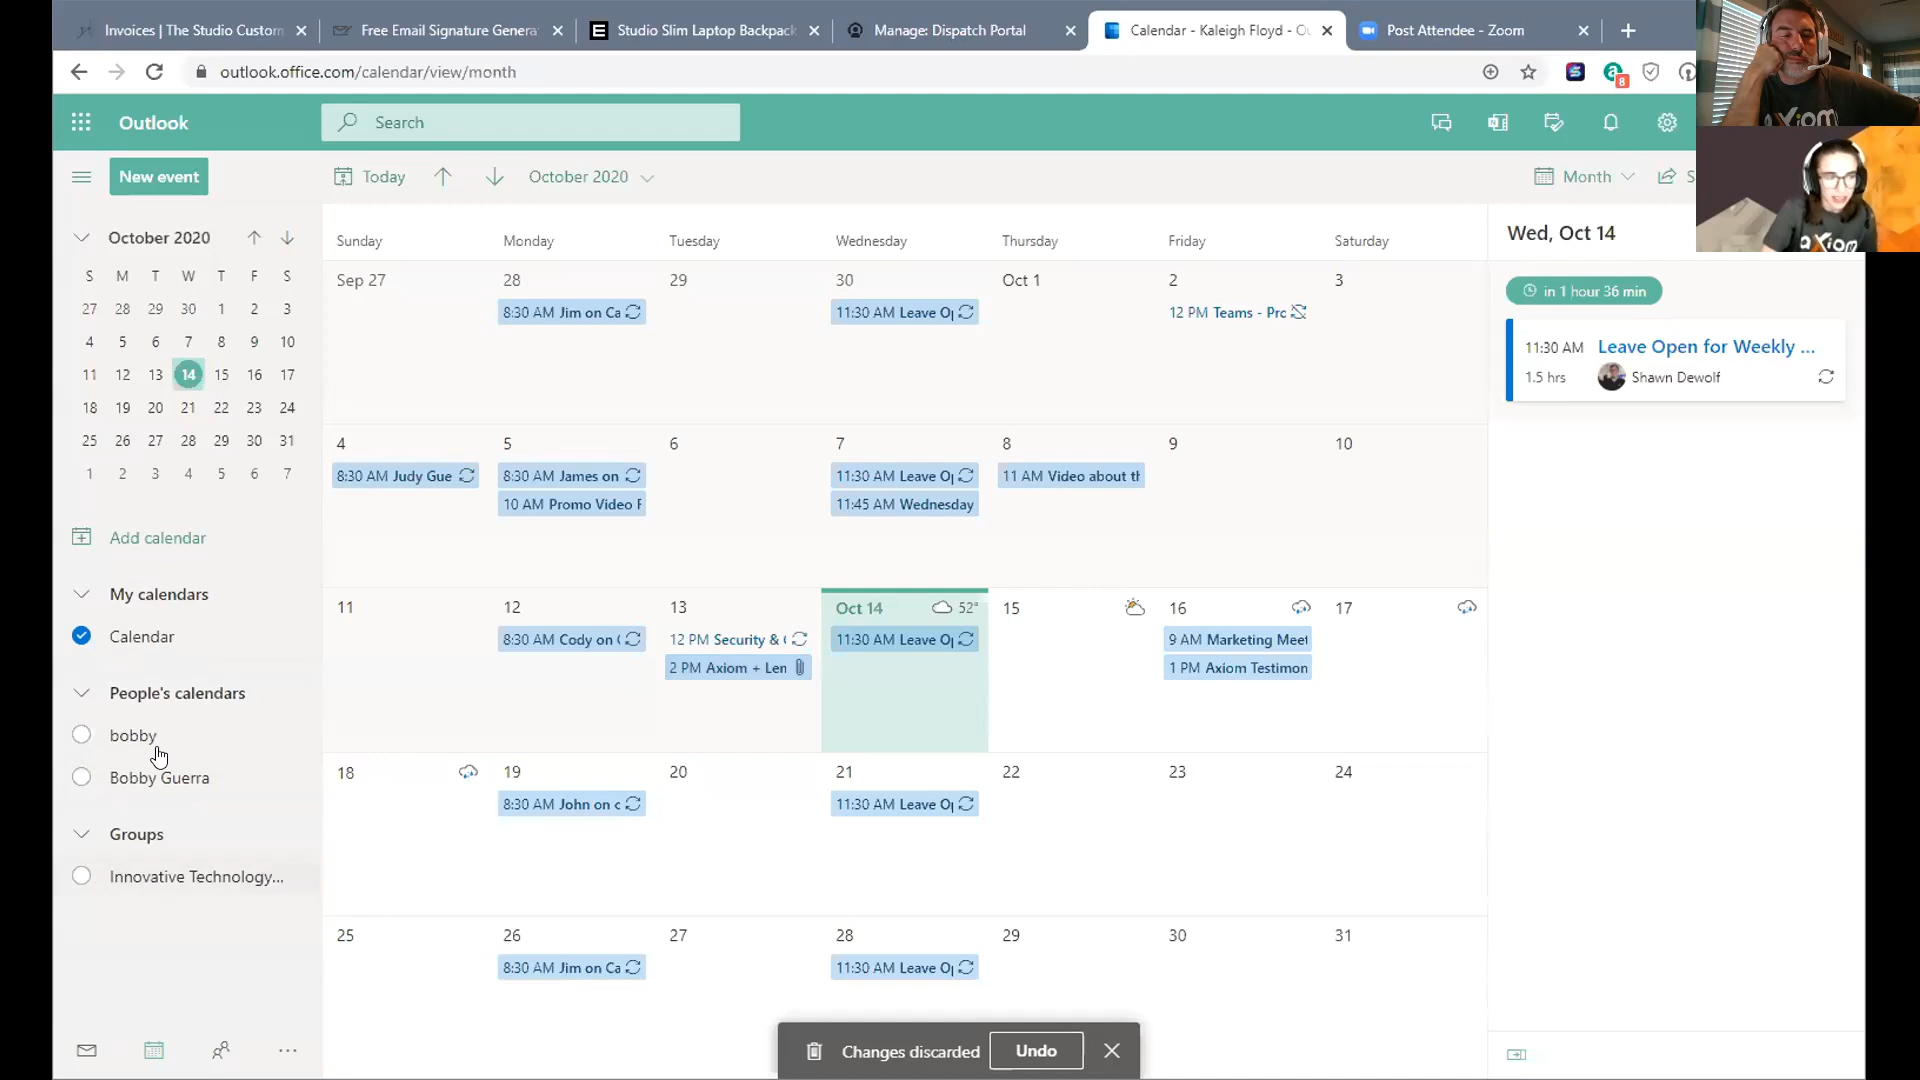 Invoices | The Studio Custom
Free Email Signature Genera
Studio Slim Laptop Backpack
Manage: Dispatch Portal
Calendar - Kaleigh Floyd - Ou
Post Attendee - Zoom
outlook.office.com/calendar/view/month
8
Outlook
Search
New event
Today
October 2020
Month
S
October 2020
S M T W T F S
27 28 29 30 1 2 3
4 5 6 7 8 9 10
11 12 13 14 15 16 17
18 19 20 21 22 23 24
25 26 27 28 29 30 31
1 2 3 4 5 6 7
Add calendar
My calendars
Calendar
People's calendars
bobby
Bobby Guerra
Groups
Innovative Technology...
Sunday Monday Tuesday Wednesday Thursday Friday Saturday
Sep 27 28 29 30 Oct 1 2 3
8:30 AM Jim on Ca
11:30 AM Leave O
12 PM Teams - Pro
4 5 6 7 8 9 10
8:30 AM Judy Gue
8:30 AM James on
11:30 AM Leave O
11 AM Video about th
10 AM Promo Video F
11:45 AM Wednesday
11 12 13 Oct 14 52° 15 16 17
8:30 AM Cody on
12 PM Security &
11:30 AM Leave O
9 AM Marketing Meet
2 PM Axiom + Len
1 PM Axiom Testimon
18 19 20 21 22 23 24
8:30 AM John on c
11:30 AM Leave O
25 26 27 28 29 30 31
8:30 AM Jim on Ca
11:30 AM Leave O
Changes discarded
Undo
Wed, Oct 14
in 1 hour 36 min
11:30 AM Leave Open for Weekly ...
1.5 hrs Shawn Dewolf
aXiom
aXiom